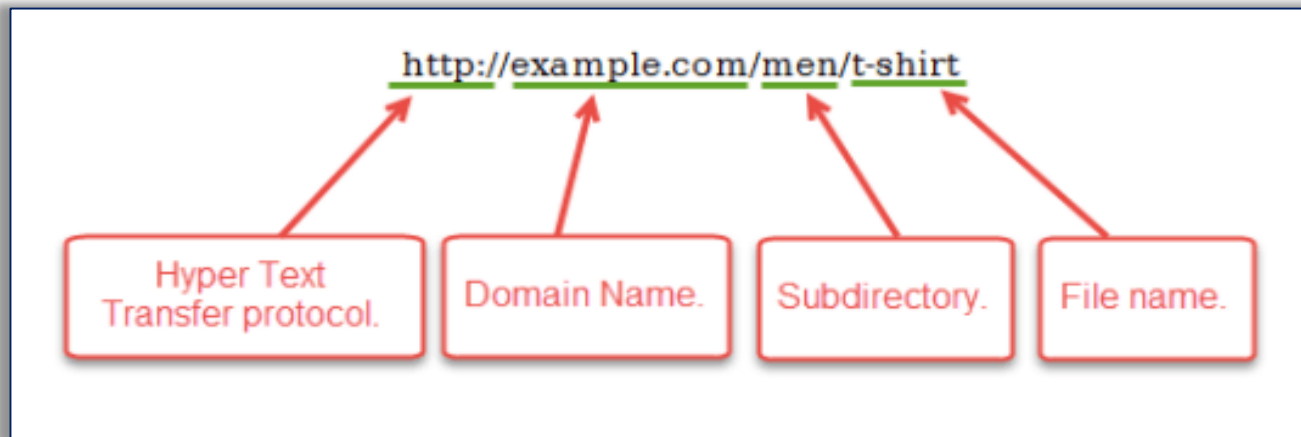 http://example.com/men/t-shirt
Hyper Text
Transfer protocol.
Domain Name.
Subdirectory.
File name.